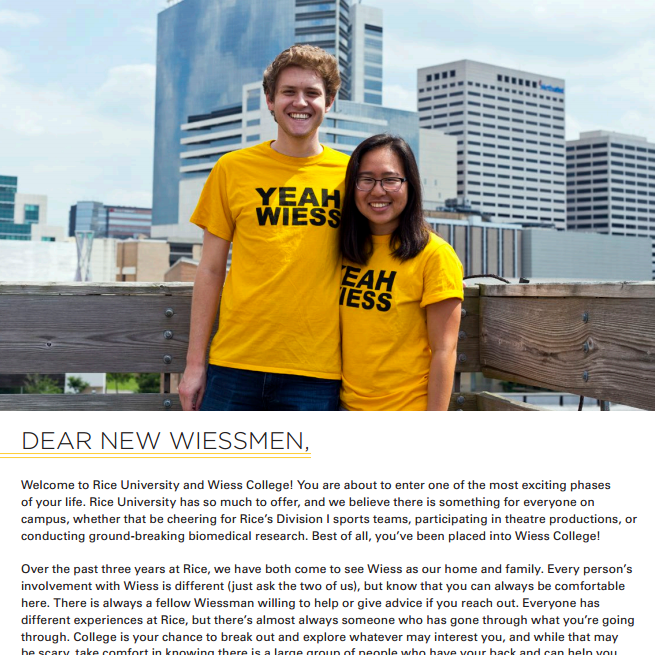 YEAH
WIESS
YEAH
WIESS
DEAR NEW WIESSMEN,
Welcome to Rice University and Wiess College! You are about to enter one of the most exciting phases
of your life. Rice University has so much to offer, and we believe there is something for everyone on
campus, whether that be cheering for Rice's Division I sports teams, participating in theatre productions, or
conducting ground-breaking biomedical research. Best of all, you've been placed into Wiess College!
Over the past three years at Rice, we have both come to see Wiess as our home and family. Every person's
involvement with Wiess is different (just ask the two of us), but know that you can always be comfortable
here. There is always a fellow Wiessman willing to help or give advice if you reach out. Everyone has
different experiences at Rice, but there's almost always someone who has gone through what you're going
through. College is your chance to break out and explore whatever may interest you, and while that may
be scary, take comfort in knowing there is a large group of people who have your back and can help you